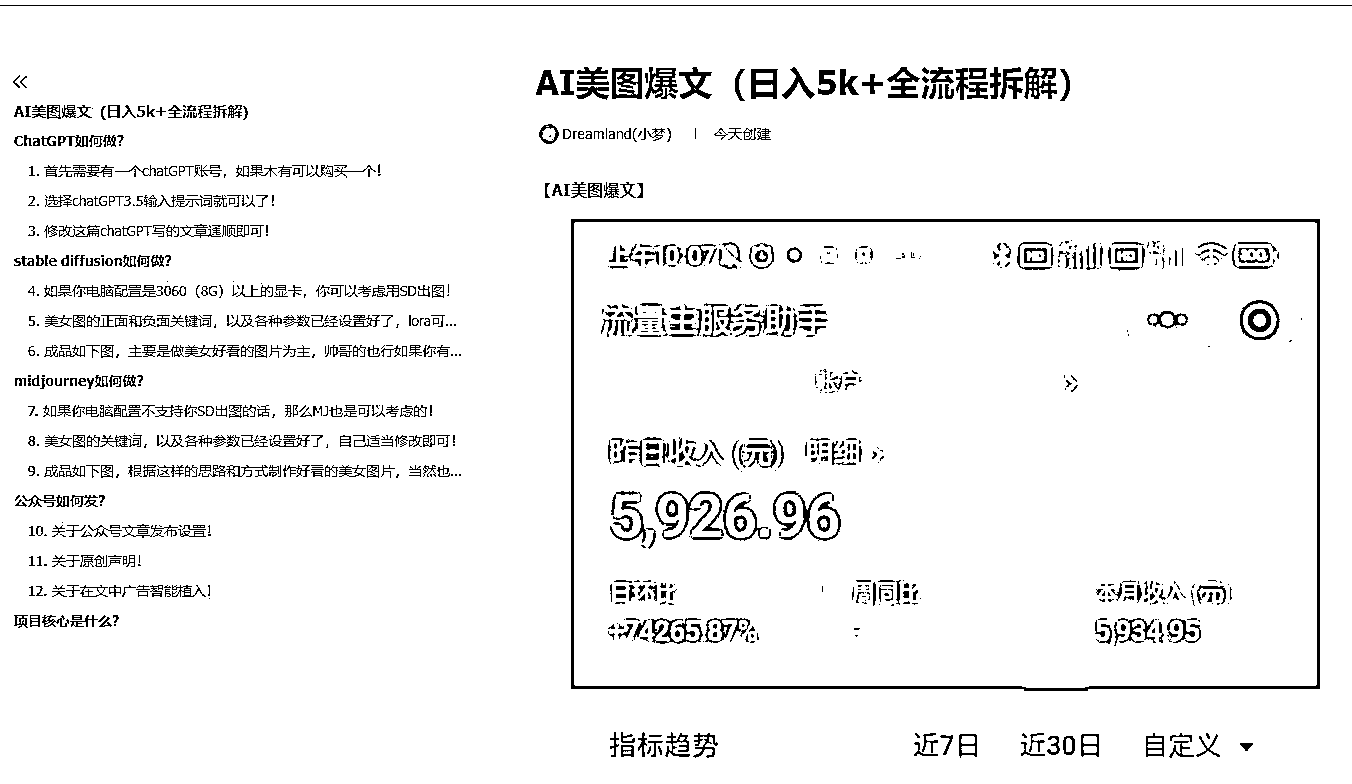 AI美图爆文（日入5k+全流程拆解）
ChatGPT如何做？
1. 首先需要有一个chatGPT账号，如果木有可以购买一个！
2. 选择chatGPT3.5输入提示词就可以了！
3. 修改这篇chatGPT写的文章通顺即可！
stable diffusion如何做？
4. 如果你电脑配置是3060（8G）以上的显卡，你可以考虑用SD出图！
5. 美女图的正面和负面关键词，以及各种参数已经设置好了，lora可...
6. 成品如下图，主要是做美女好看的图片为主，帅哥的也行如果你有...
midjourney如何做？
7. 如果你电脑配置不支持你SD出图的话，那么MJ也是可以考虑的！
8. 美女图的关键词，以及各种参数已经设置好了，自己适当修改即可！
9. 成品如下图，根据这样的思路和方式制作好看的美女图片，当然也...
公众号如何发？
10. 关于公众号文章发布设置！
11. 关于原创声明！
12. 关于在文中广告智能植入！
项目核心是什么？
AI美图爆文（日入5k+全流程拆解）
Dreamland(小梦) | 今天创建
【AI美图爆文】
上午10:07
流量主服务助手
账户
昨日收入 (元) 明细
5,926.96
日环比 周同比 本月收入 (元)
+74265.87% - 5,934.95
指标趋势 近7日 近30日 自定义